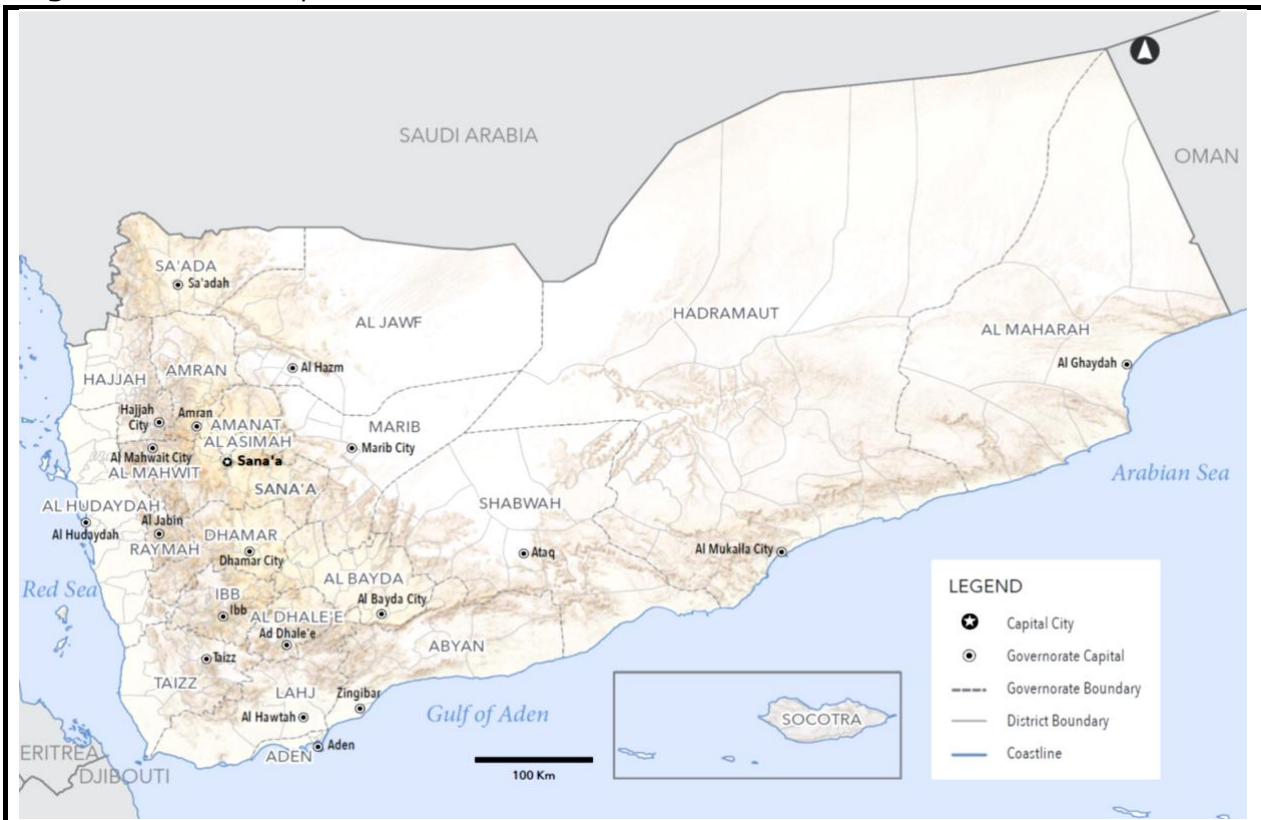 SAUDI ARABIA
OMAN
SA'ADA
Sa'adah
AL JAWF
HADRAMAUT
AL MAHARAH
Al Ghaydah
Al Hazm
HAJJAH
AMRAN
Hajjah
City
Amran
AMANAT
AL ASIMAH
MARIB
Marib City
Al Mahwait City
Sana'a
AL MAHWIT
SANA'A
Arabian Sea
AL HUDAYDAH
Al Hudaydah
Al Jabin
RAYMAH
DHAMAR
Dhamar City
SHABWAH
Ataq
Al Mukalla City
Red Sea
IBB
Ibb
AL BAYDA
Al Bayda City
AL DHALE'E
Ad Dhale'e
ABYAN
Taizz
TAIZZ
LAHJ
Zingibar
Al Hawtah
Gulf of Aden
ADEN
Aden
ERITREA
DJIBOUTI
100 Km
SOCOTRA
LEGEND
Capital City
Governorate Capital
Governorate Boundary
District Boundary
Coastline